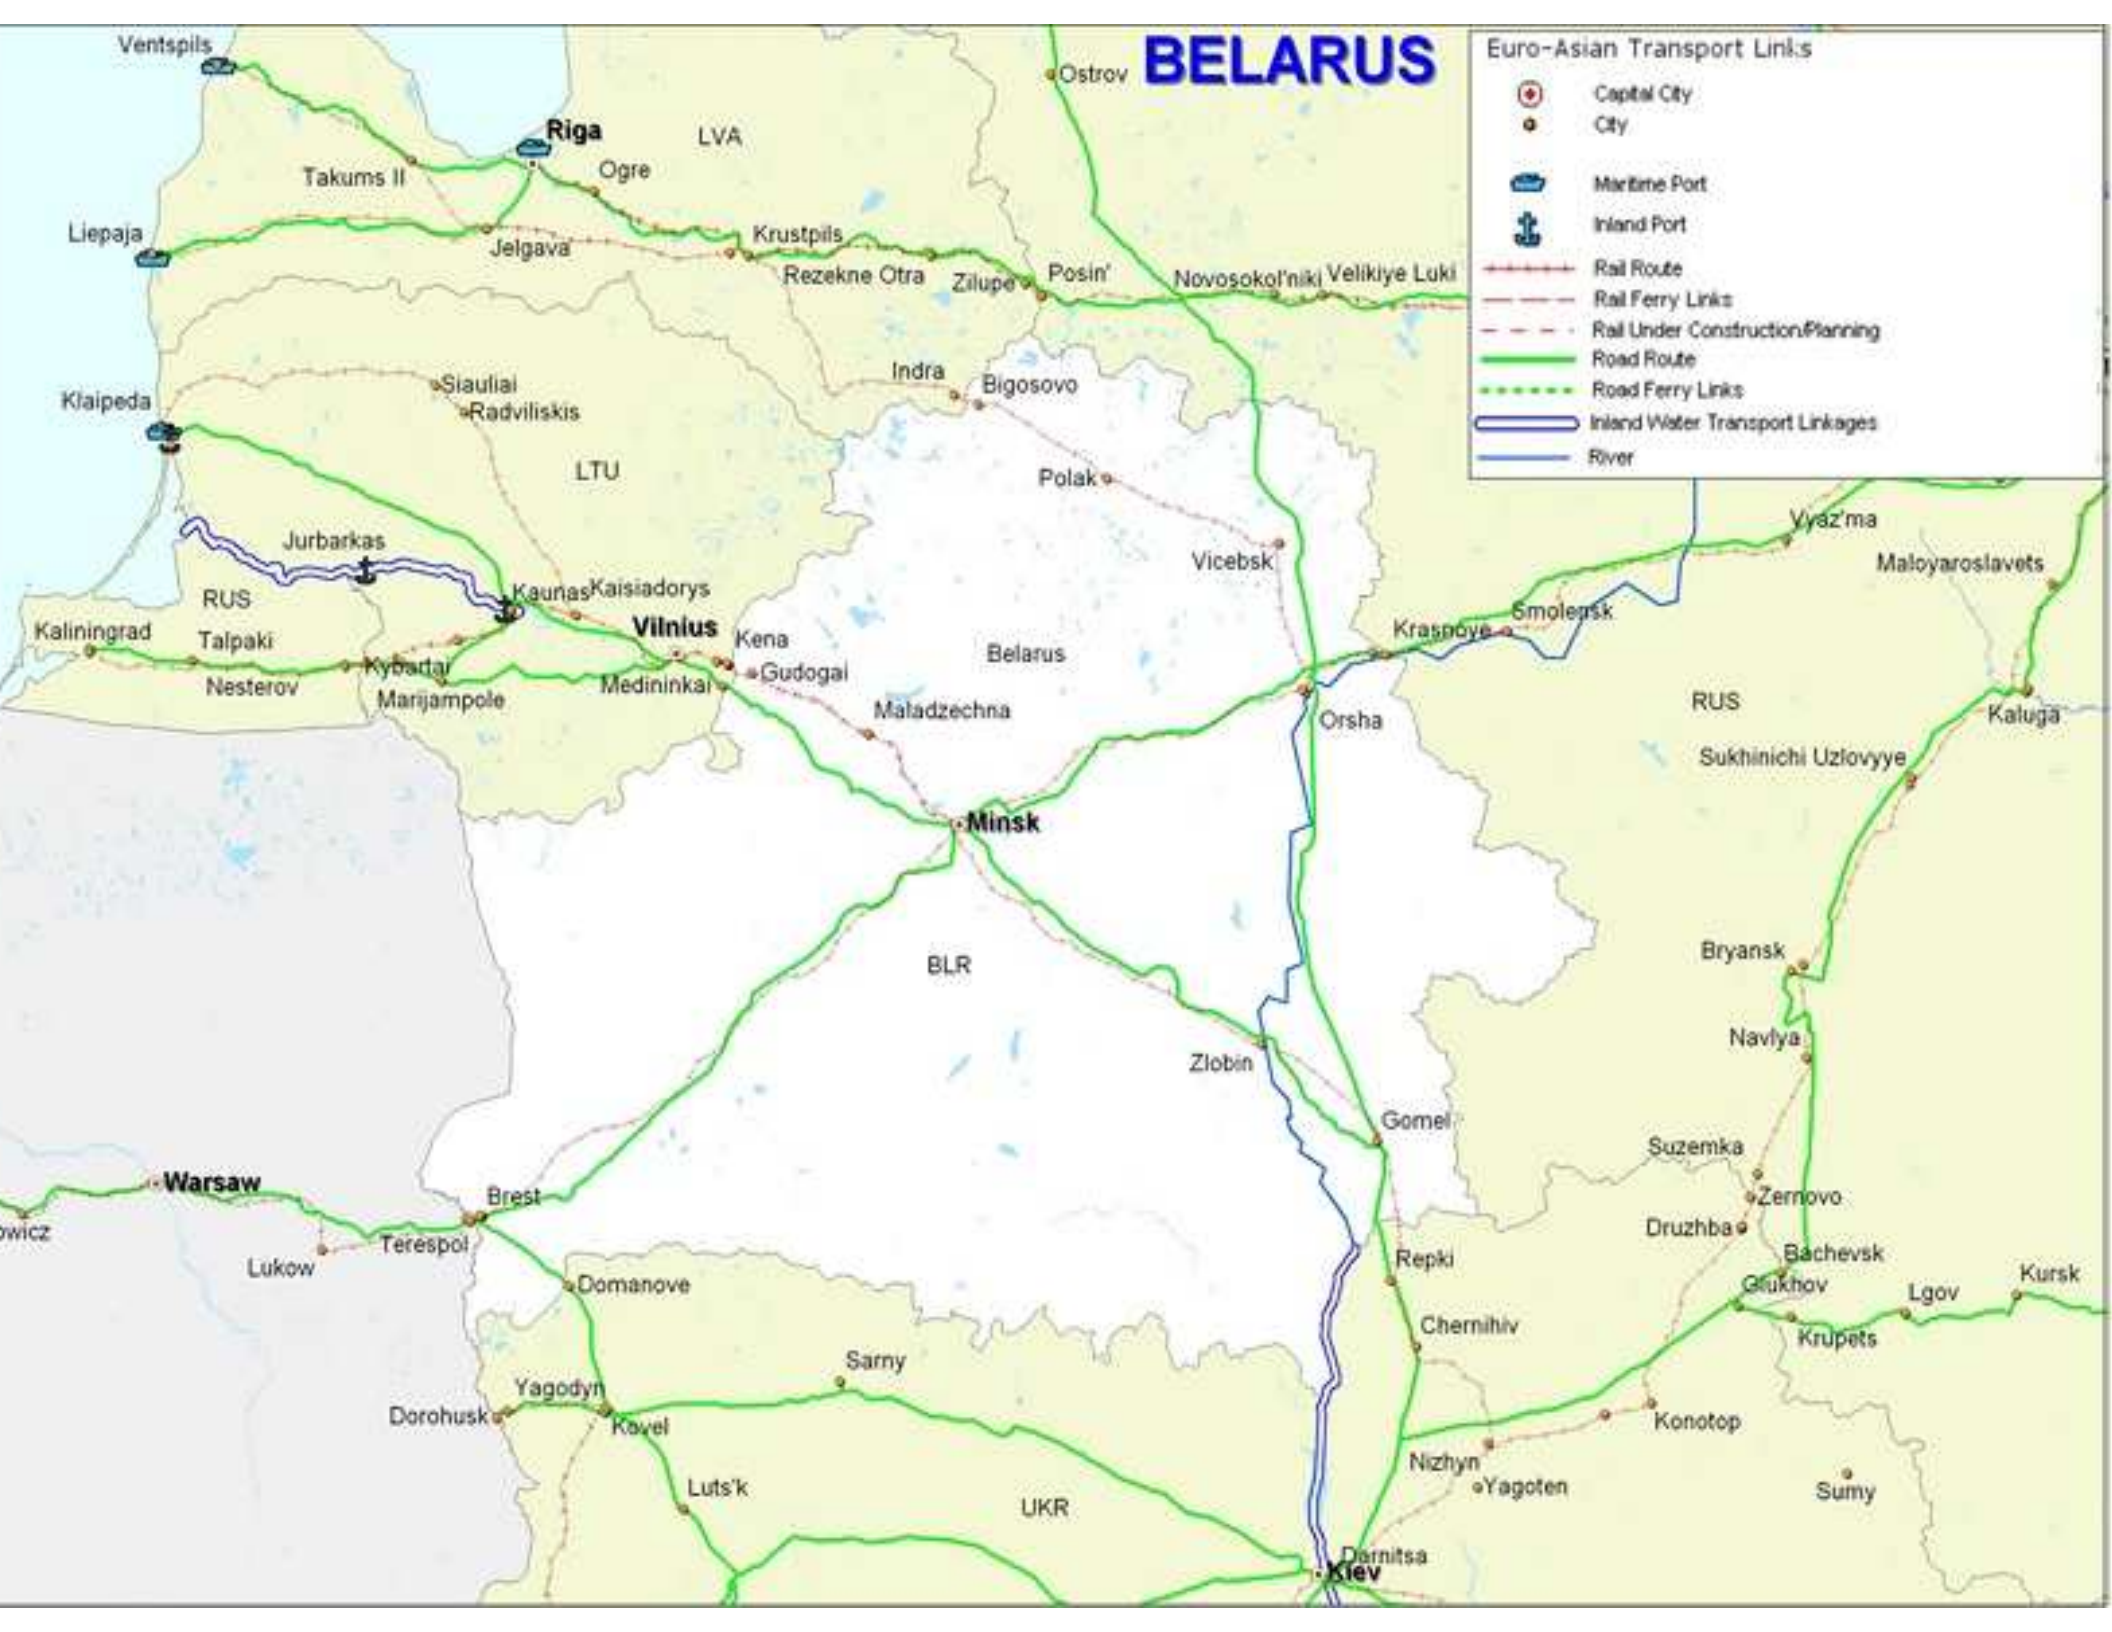 BELARUS
Euro-Asian Transport Links
Capital City
City
Maritime Port
Inland Port
Rail Route
Rail Ferry Links
Rail Under Construction/Planning
Road Route
Road Ferry Links
Inland Water Transport Linkages
River
Ventspils
Ostrov
Riga
LVA
Ogre
Takums II
Liepaja
Jelgava
Krustpils
Rezekne Otra
Zilupe
Posin'
Novosokol'niki
Velikiye Luki
Indra
Bigosovo
Siauliai
Klaipeda
Radviliskis
LTU
Polak
Vicebsk
Vyaz'ma
Maloyaroslavets
Jurbarkas
RUS
Kaunas
Kaisiadorys
Smolensk
Krasnoye
Kaliningrad
Talpaki
Vilnius
Kena
Belarus
Kybartai
Gudogai
Nesterov
Medininkai
Marijampole
Maladzechna
RUS
Orsha
Kaluga
Sukhinichi Uzlovyye
Minsk
BLR
Bryansk
Navlya
Zlobin
Gomel
Suzemka
Warsaw
Brest
Zernovo
owicz
Terespol
Druzhba
Lukow
Repki
Bachevsk
Domanove
Glukhov
Lgov
Kursk
Chernihiv
Krupets
Sarny
Yagodyn
Dorohusk
Kovel
Konotop
Nizhyn
Luts'k
Yagoten
Sumy
UKR
Darnitsa
Kiev